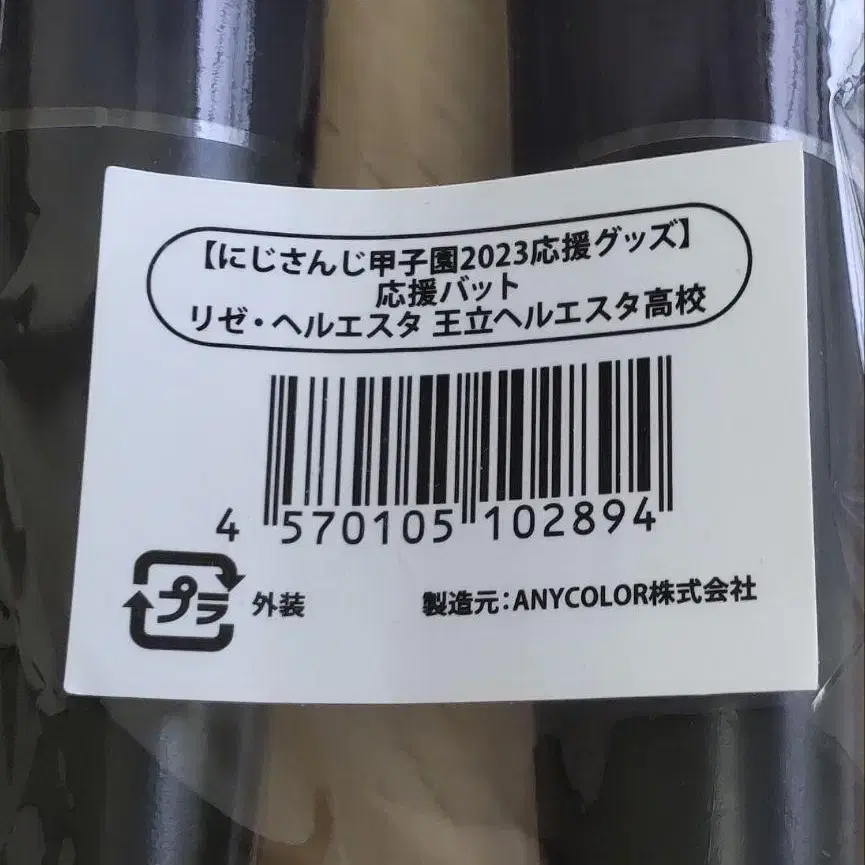 【にじさんじ甲子園2023応援グッズ】
応援バット
リゼ・ヘルエスタ 王立ヘルエスタ高校
4 570105 102894
プラ 外装
製造元:ANYCOLOR株式会社